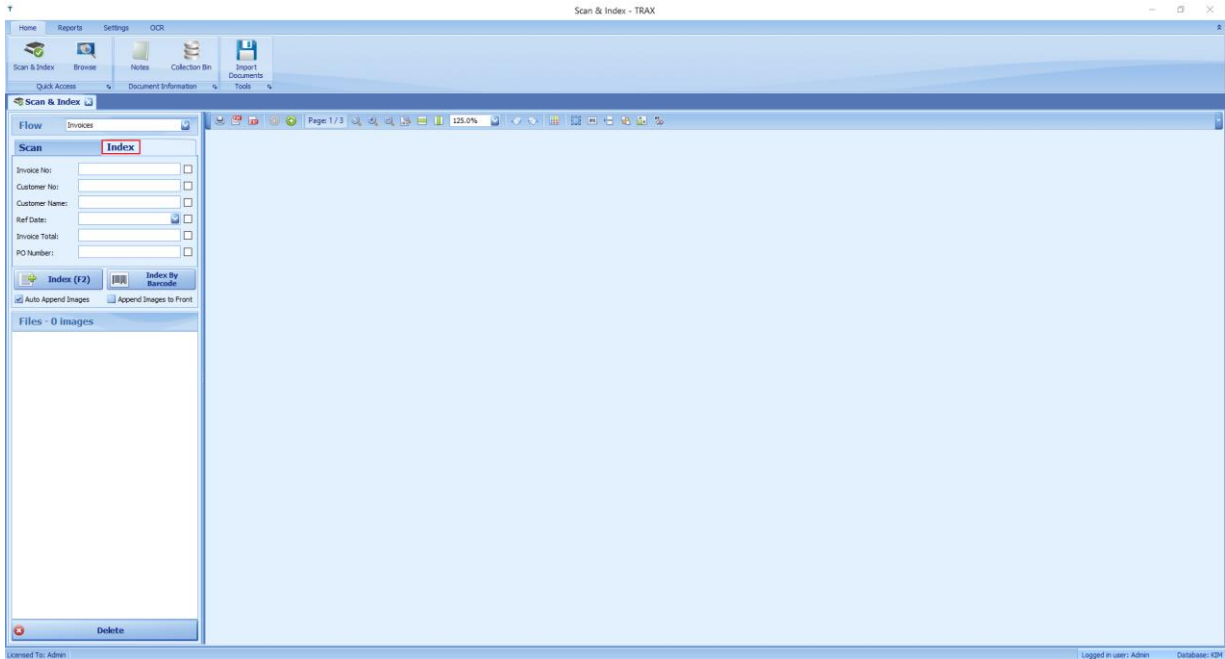 Scan & Index - TRAX
Home Reports Settings OCR
Scan & Index Browse Notes Collection Bin Import Documents
Quick Access Document Information Tools
Scan & Index
Flow Invoices
Page: 1 / 3 125.0%
Scan Index
Invoice No:
Customer No:
Customer Name:
Ref Date:
Invoice Total:
PO Number:
Index (F2) Index By Barcode
Auto Append Images Append Images to Front
Files - 0 images
Delete
Licensed To: Admin Logged in user: Admin Database: KIM